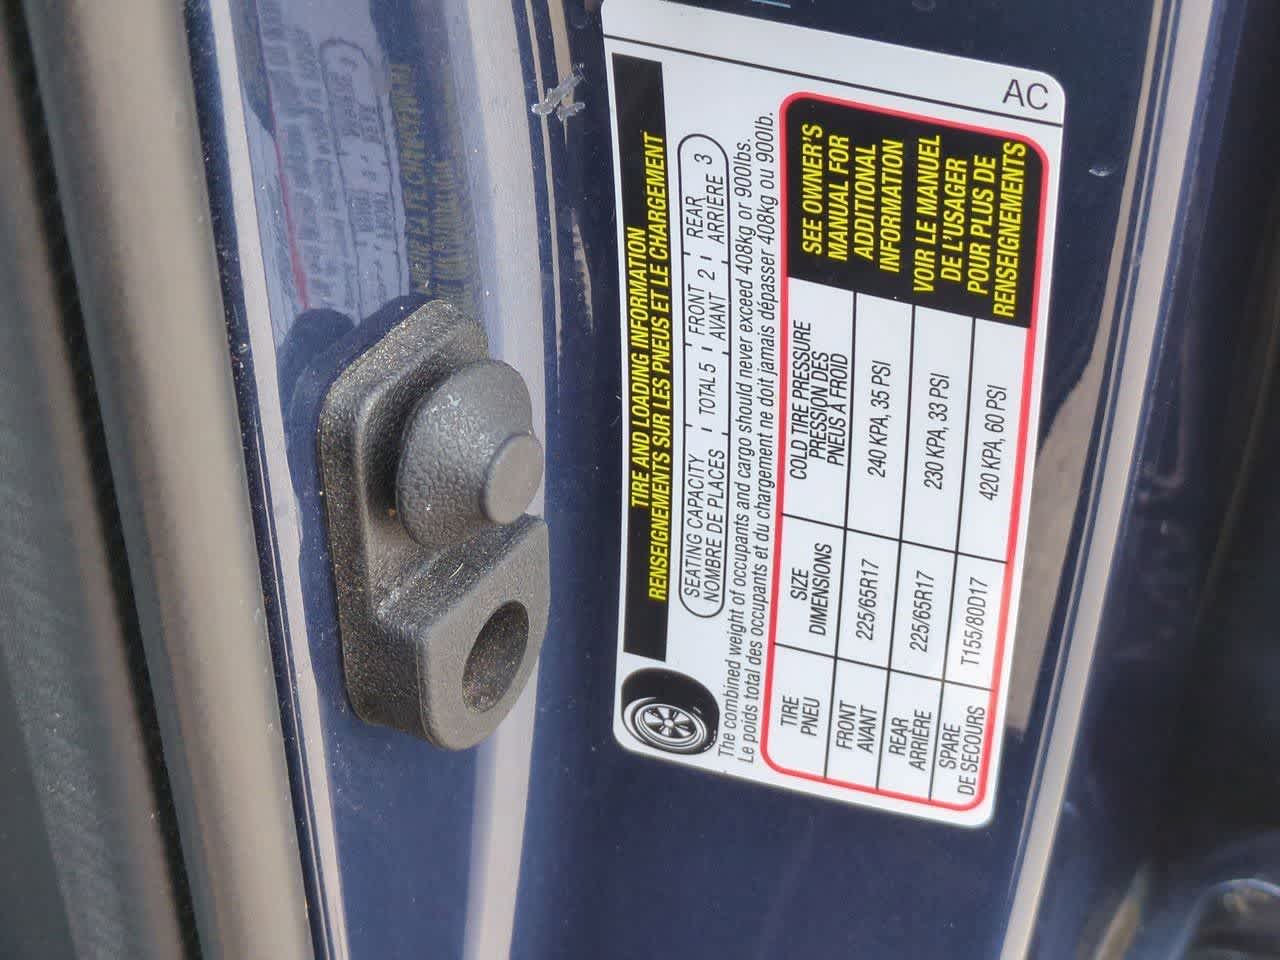 AC
TIRE AND LOADING INFORMATION
RENSEIGNEMENTS SUR LES PNEUS ET LE CHARGEMENT
SEATING CAPACITY TOTAL 5 FRONT 2 REAR 3
NOMBRE DE PLACES AVANT ARRIÈRE
The combined weight of occupants and cargo should never exceed 408kg or 900lbs.
Le poids total des occupants et du chargement ne doit jamais dépasser 408kg ou 900lb.
TIRE SIZE COLD TIRE PRESSURE
PNEU DIMENSIONS PRESSION DES
PNEUS A FROID
FRONT 225/65R17 240 KPA, 35 PSI
AVANT
REAR 225/65R17 230 KPA, 33 PSI
ARRIÈRE
SPARE T155/80D17 420 KPA, 60 PSI
DE SECOURS
SEE OWNER'S
MANUAL FOR
ADDITIONAL
INFORMATION
VOIR LE MANUEL
DE L'USAGER
POUR PLUS DE
RENSEIGNEMENTS